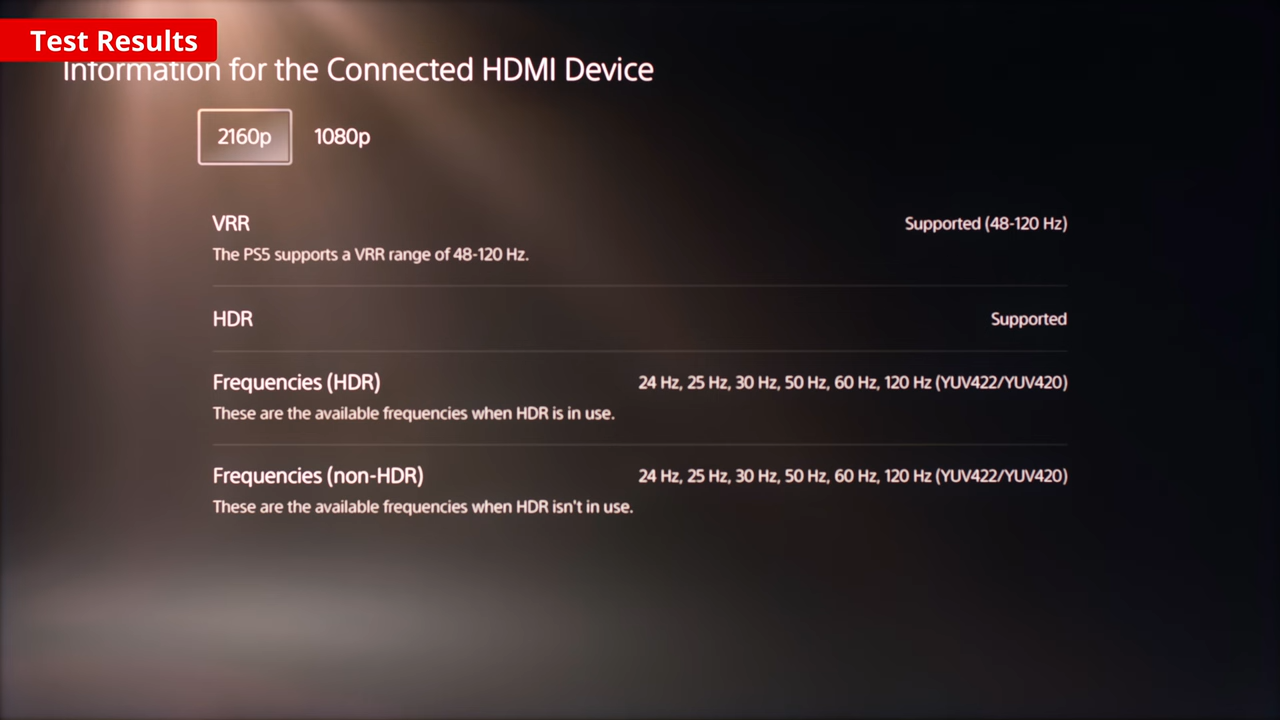 Test Results
Information for the Connected HDMI Device
2160p 1080p
VRR Supported (48-120 Hz)
The PS5 supports a VRR range of 48-120 Hz.
HDR Supported
Frequencies (HDR) 24 Hz, 25 Hz, 30 Hz, 50 Hz, 60 Hz, 120 Hz (YUV422/YUV420)
These are the available frequencies when HDR is in use.
Frequencies (non-HDR) 24 Hz, 25 Hz, 30 Hz, 50 Hz, 60 Hz, 120 Hz (YUV422/YUV420)
These are the available frequencies when HDR isn't in use.